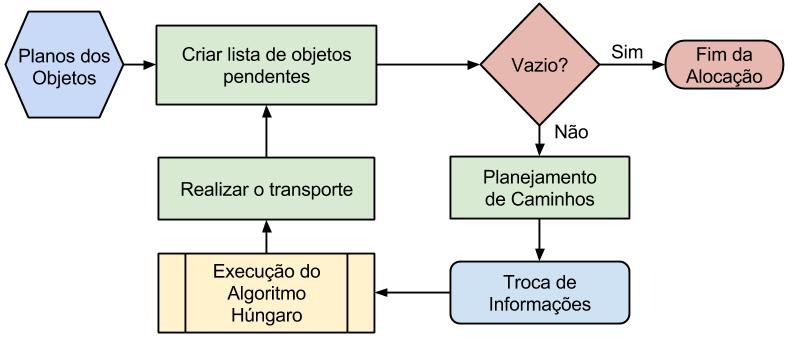 Planos dos
Objetos
Criar lista de objetos
pendentes
Vazio?
Sim
Fim da
Alocação
Não
Planejamento
de Caminhos
Troca de
Informações
Execução do
Algoritmo
Húngaro
Realizar o transporte